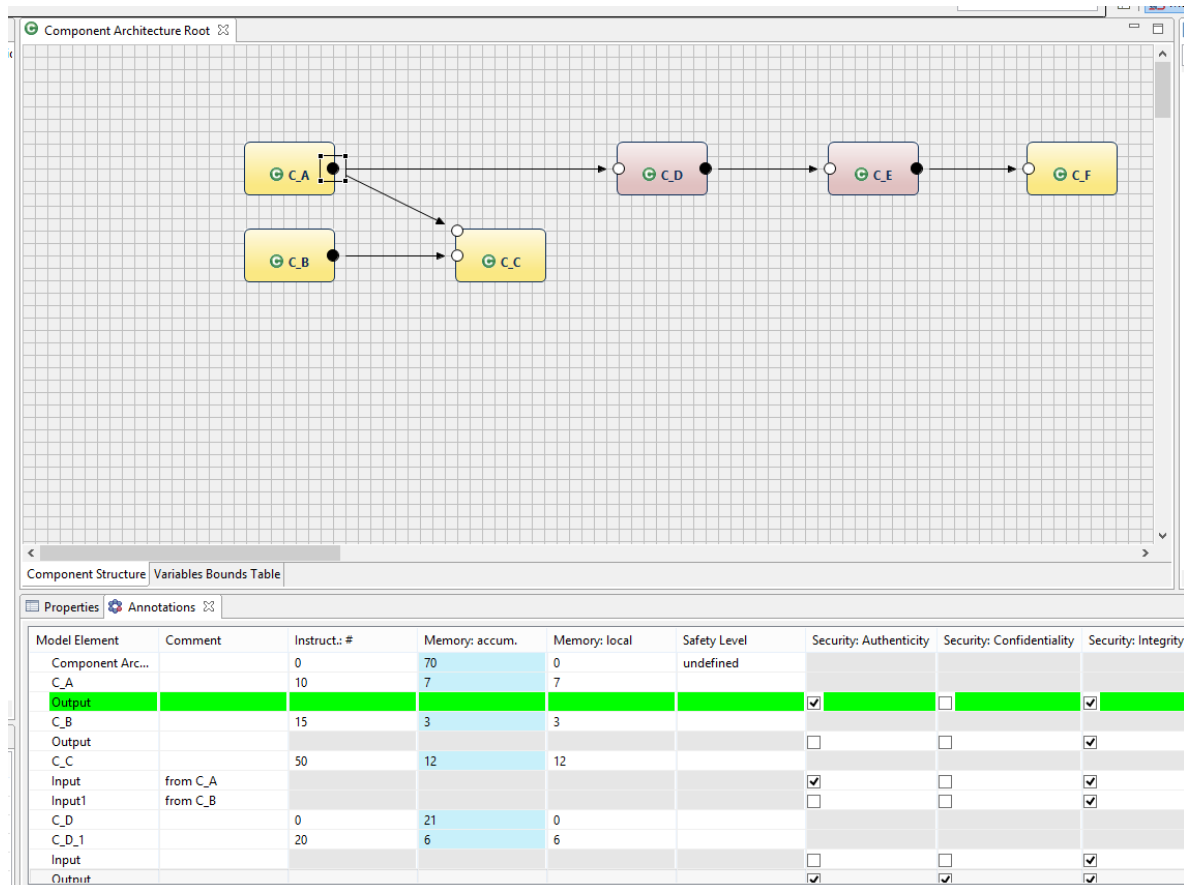 Component Architecture Root
C C_A
C C_D
C C_E
C C_F
C C_B
C C_C
Component Structure Variables Bounds Table
Properties Annotations
Model Element Comment Instruct.: # Memory: accum. Memory: local Safety Level Security: Authenticity Security: Confidentiality Security: Integrity
Component Arc... 0 70 0 undefined
C_A 10 7 7
Output
C_B 15 3 3
Output
C_C 50 12 12
Input from C_A
Input1 from C_B
C_D 0 21 0
C_D_1 20 6 6
Input
Output